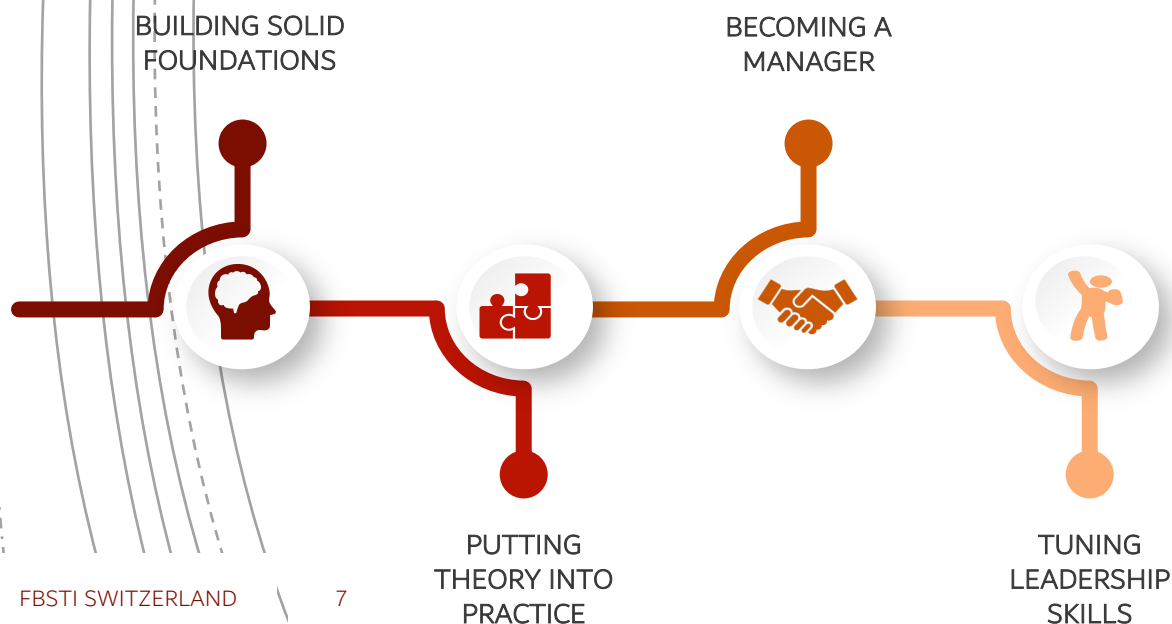 BUILDING SOLID
FOUNDATIONS
BECOMING A
MANAGER
PUTTING
THEORY INTO
PRACTICE
TUNING
LEADERSHIP
SKILLS
FBSTI SWITZERLAND
7